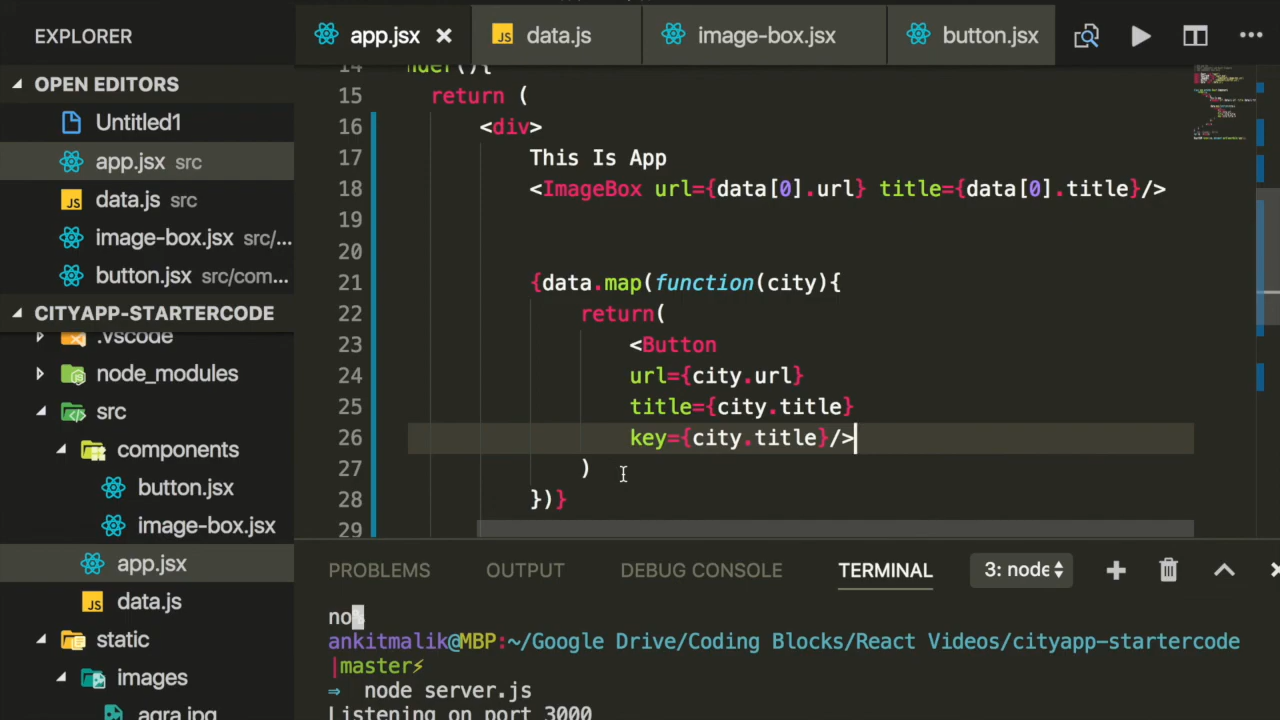 EXPLORER
app.jsx
data.js
image-box.jsx
button.jsx
OPEN EDITORS
Untitled1
app.jsx src
data.js src
image-box.jsx src/...
button.jsx src/com...
CITYAPP-STARTERCODE
.vscode
node_modules
src
components
button.jsx
image-box.jsx
app.jsx
data.js
static
images
agra.jpg
14 nder(){
15 return (
16 <div>
17 This Is App
18 <ImageBox url={data[0].url} title={data[0].title}/>
19
20
21 {data.map(function(city){
22 return(
23 <Button
24 url={city.url}
25 title={city.title}
26 key={city.title}/>
27 )
28 })}
29
PROBLEMS
OUTPUT
DEBUG CONSOLE
TERMINAL
3: node
no%
ankitmalik@MBP:~/Google Drive/Coding Blocks/React Videos/cityapp-startercode
|master⚡
⇒ node server.js
Listening on port 3000